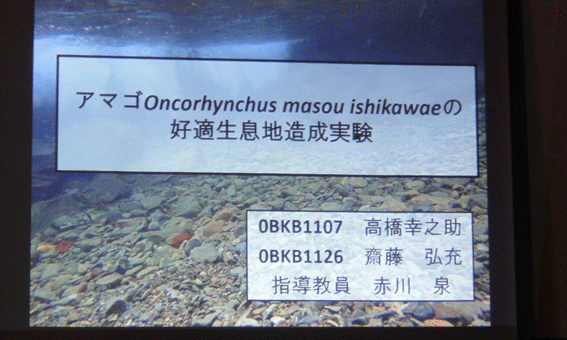 アマゴOncorhynchus masou ishikawaeの
好適生息地造成実験
0BKB1107 高橋幸之助
0BKB1126 齋藤 弘充
指導教員 赤川 泉